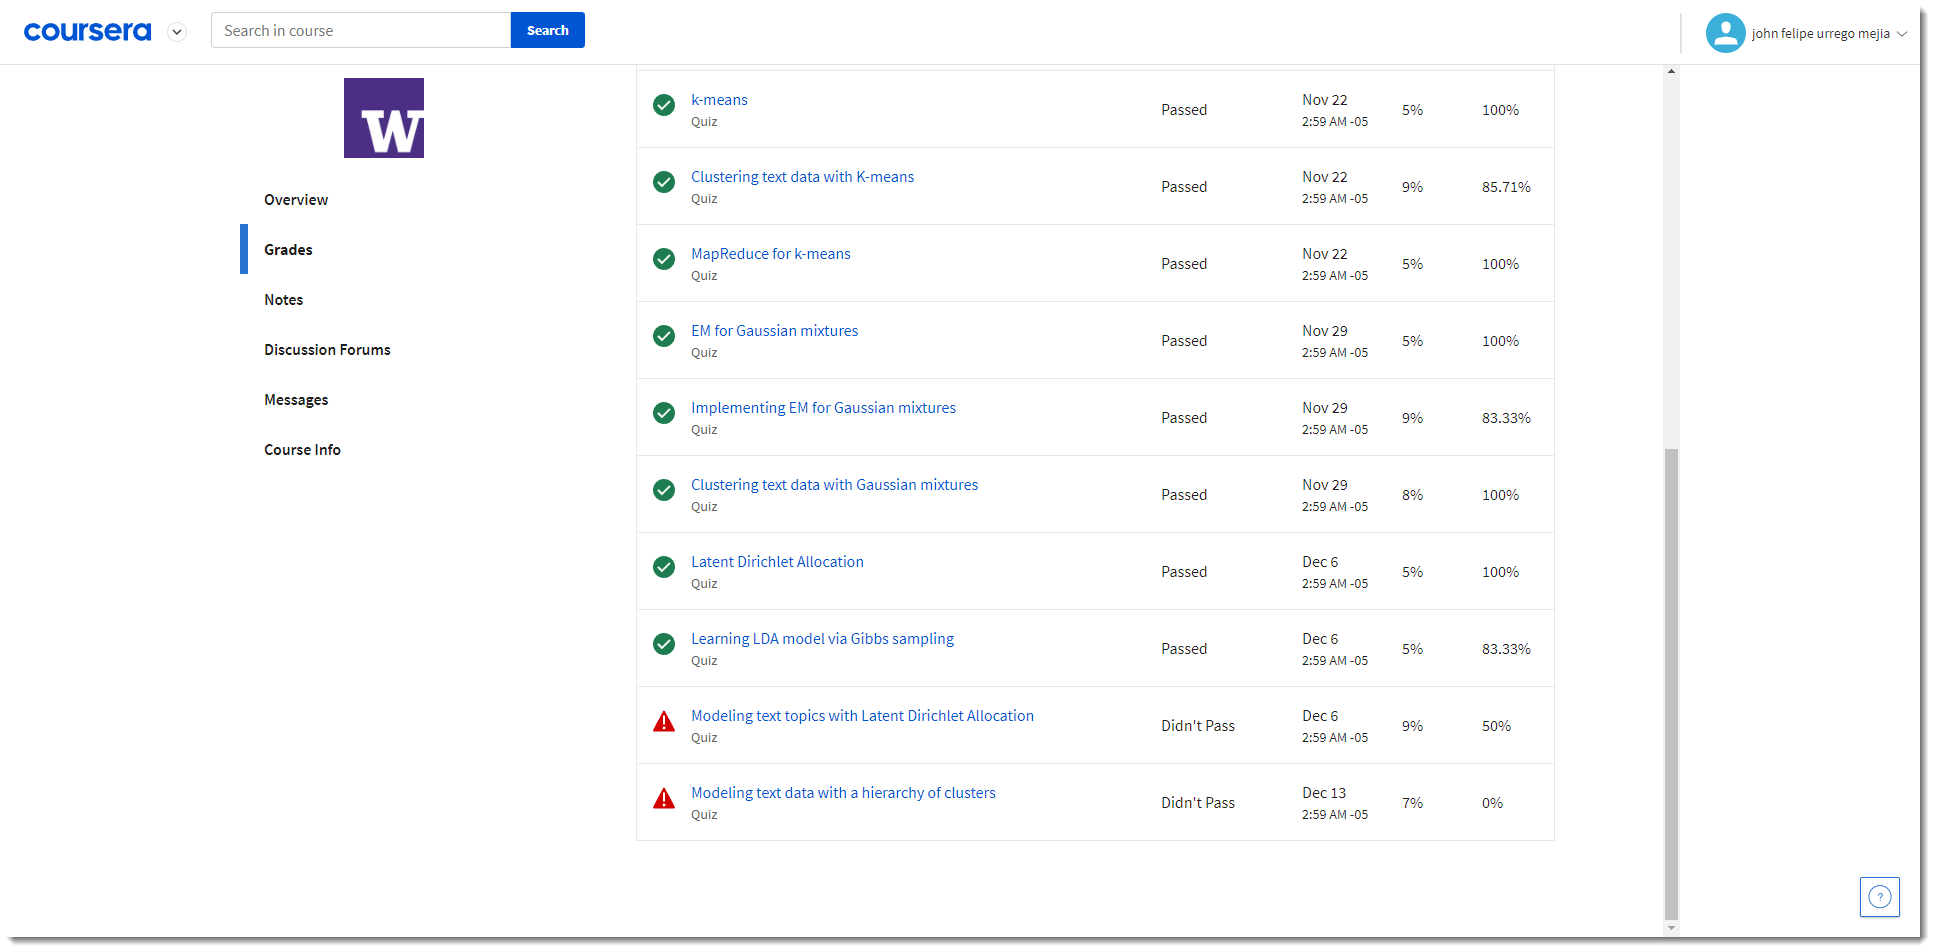 coursera
Search in course
Search
john felipe urrego mejia
W
Overview
Grades
Notes
Discussion Forums
Messages
Course Info
k-means
Quiz
Passed
Nov 22
2:59 AM -05
5%
100%
Clustering text data with K-means
Quiz
Passed
Nov 22
2:59 AM -05
9%
85.71%
MapReduce for k-means
Quiz
Passed
Nov 22
2:59 AM -05
5%
100%
EM for Gaussian mixtures
Quiz
Passed
Nov 29
2:59 AM -05
5%
100%
Implementing EM for Gaussian mixtures
Quiz
Passed
Nov 29
2:59 AM -05
9%
83.33%
Clustering text data with Gaussian mixtures
Quiz
Passed
Nov 29
2:59 AM -05
8%
100%
Latent Dirichlet Allocation
Quiz
Passed
Dec 6
2:59 AM -05
5%
100%
Learning LDA model via Gibbs sampling
Quiz
Passed
Dec 6
2:59 AM -05
5%
83.33%
Modeling text topics with Latent Dirichlet Allocation
Quiz
Didn't Pass
Dec 6
2:59 AM -05
9%
50%
Modeling text data with a hierarchy of clusters
Quiz
Didn't Pass
Dec 13
2:59 AM -05
7%
0%
?